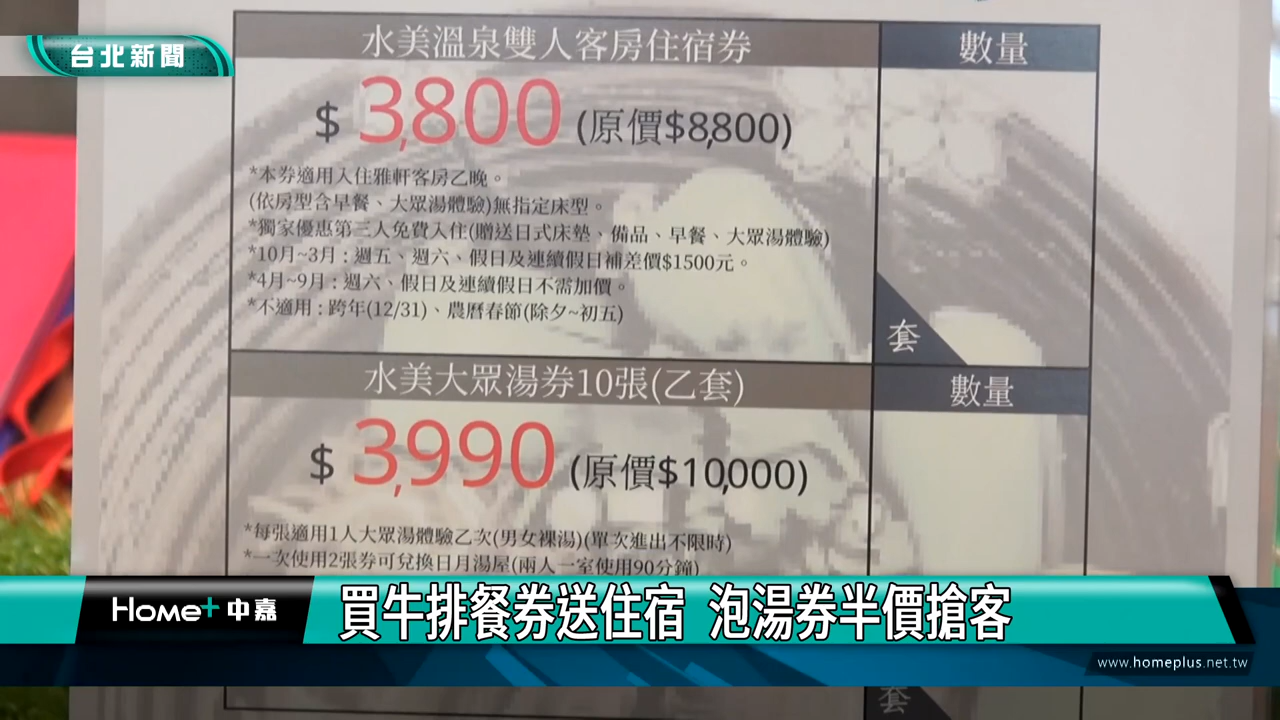 台北新聞
水美溫泉雙人客房住宿券
數量
$ 3,800 (原價$8,800)
*本券適用入住雅軒客房乙晚。
(依房型含早餐、大眾湯體驗)無指定床型。
*獨家優惠第三人免費入住(贈送日式床墊、備品、早餐、大眾湯體驗)
*10月~3月 : 週五、週六、假日及連續假日補差價$1500元。
*4月~9月 : 週六、假日及連續假日不需加價。
*不適用 : 跨年(12/31)、農曆春節(除夕~初五)
套
水美大眾湯券10張(乙套)
數量
$ 3,990 (原價$10,000)
*每張適用1人大眾湯體驗乙次(男女裸湯)(單次進出不限時)
*一次使用2張券可兌換日月湯屋(兩人一室使用90分鐘)
Home+ 中嘉
買牛排餐券送住宿 泡湯券半價搶客
www.homeplus.net.tw
套